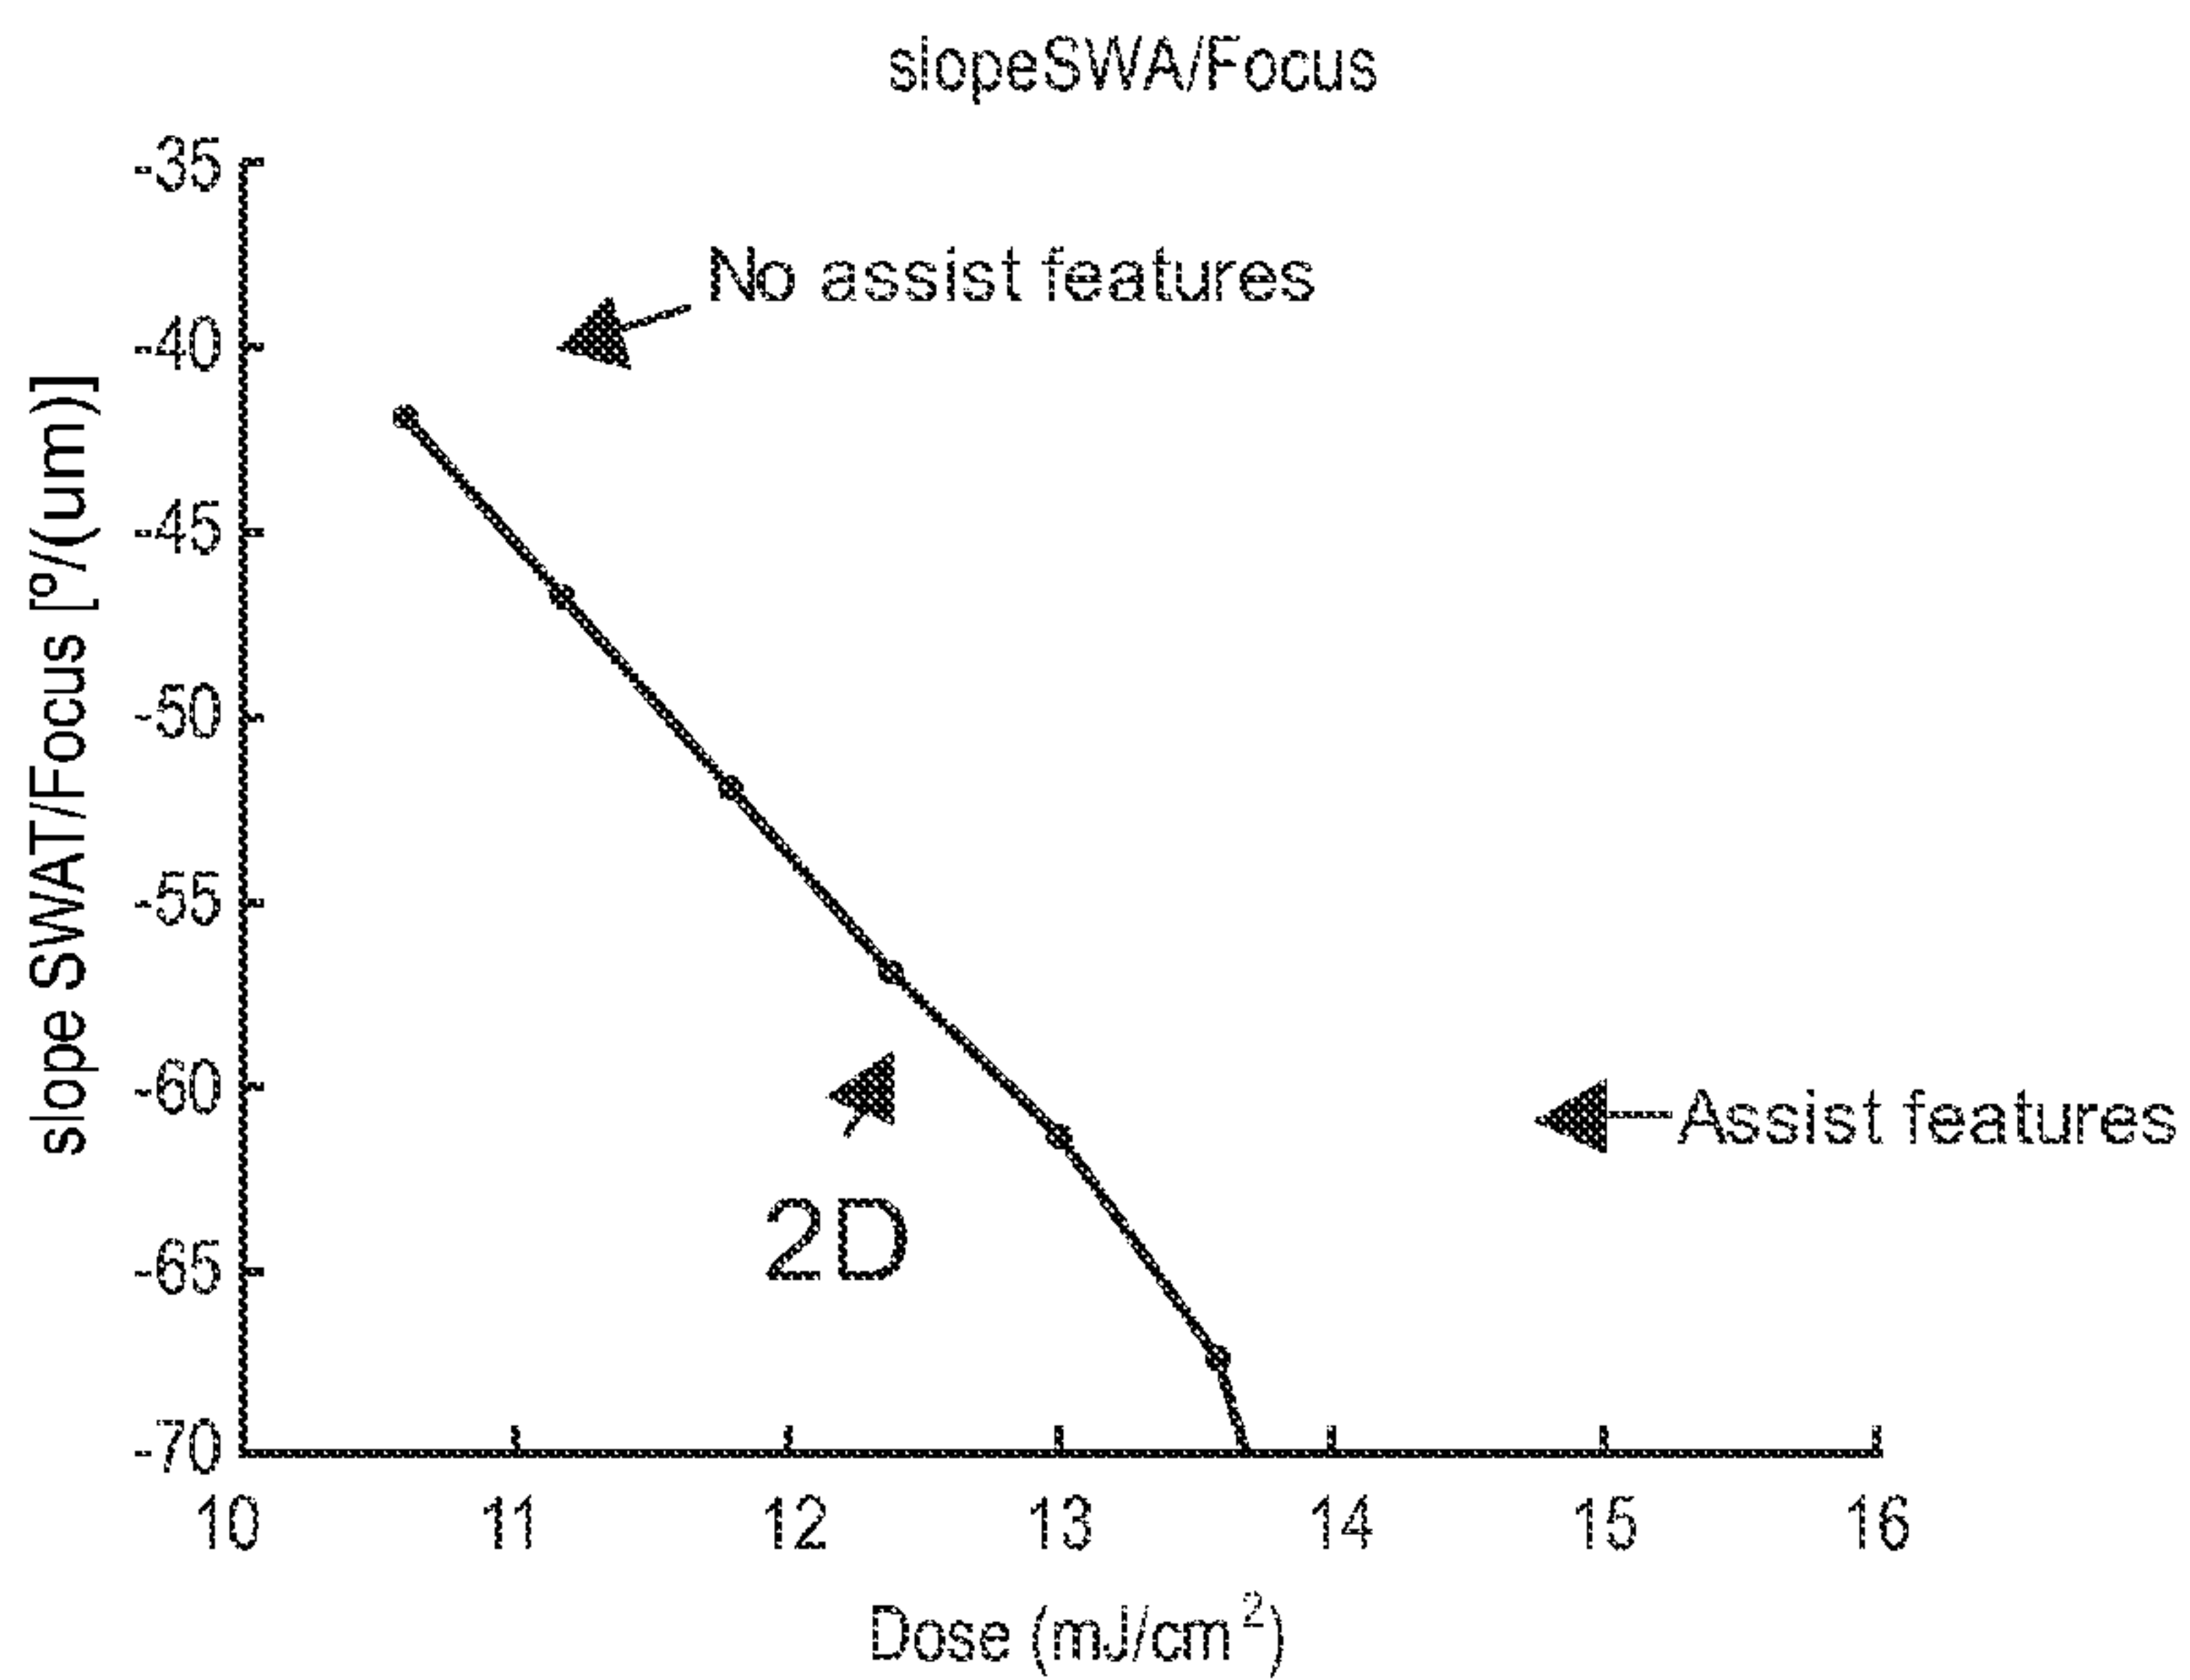 slopeSWA/Focus
slope SWAT/Focus [º/(um)]
-35
-40
-45
-50
-55
-60
-65
-70
No assist features
2D
Assist features
10 11 12 13 14 15 16
Dose (mJ/cm²)